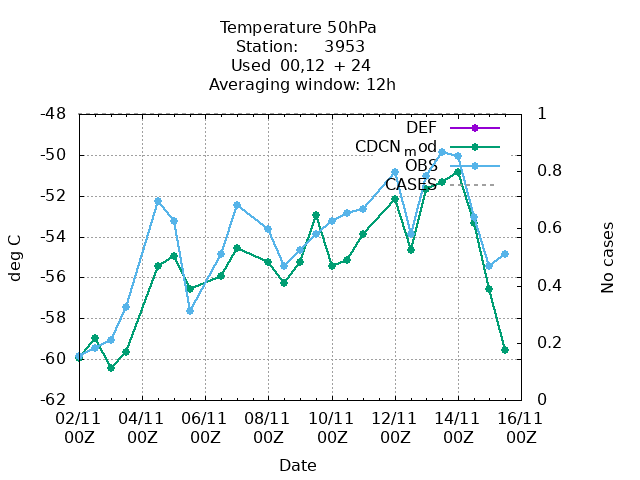 Temperature 50hPa
Station: 3953
Used 00,12 + 24
Averaging window: 12h
-48
-50
-52
-54
-56
-58
-60
-62
deg C
1
0.8
0.6
0.4
0.2
0
No cases
DEF
CDCNmod
OBS
CASES
02/11 04/11 06/11 08/11 10/11 12/11 14/11 16/11
00Z 00Z 00Z 00Z 00Z 00Z 00Z 00Z
Date